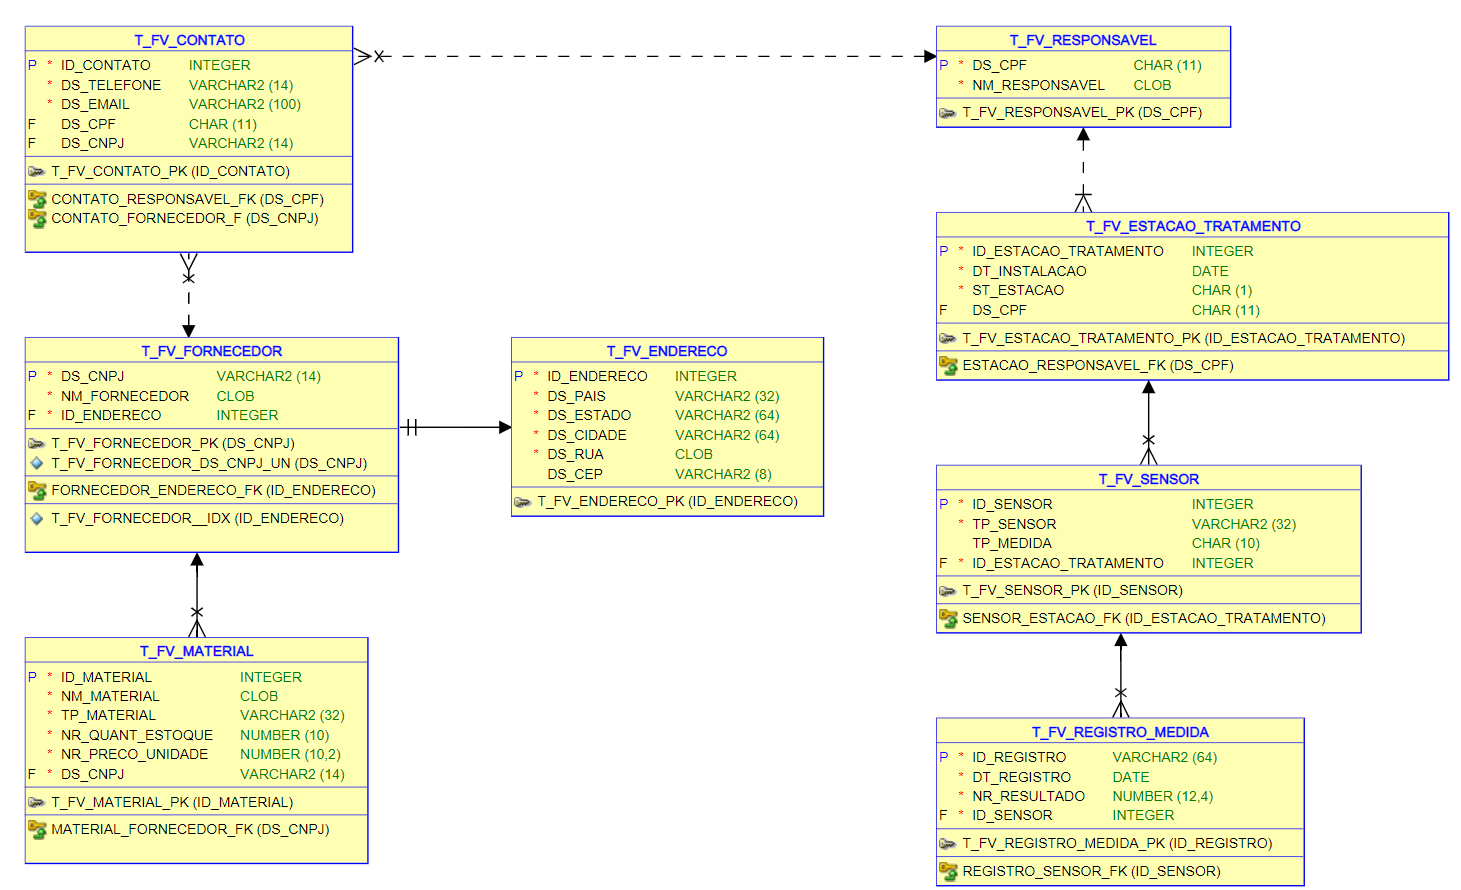 T_FV_CONTATO
P * ID_CONTATO INTEGER
* DS_TELEFONE VARCHAR2 (14)
* DS_EMAIL VARCHAR2 (100)
F DS_CPF CHAR (11)
F DS_CNPJ VARCHAR2 (14)
T_FV_CONTATO_PK (ID_CONTATO)
CONTATO_RESPONSAVEL_FK (DS_CPF)
CONTATO_FORNECEDOR_F (DS_CNPJ)
T_FV_RESPONSAVEL
P * DS_CPF CHAR (11)
* NM_RESPONSAVEL CLOB
T_FV_RESPONSAVEL_PK (DS_CPF)
T_FV_ESTACAO_TRATAMENTO
P * ID_ESTACAO_TRATAMENTO INTEGER
* DT_INSTALACAO DATE
* ST_ESTACAO CHAR (1)
F DS_CPF CHAR (11)
T_FV_ESTACAO_TRATAMENTO_PK (ID_ESTACAO_TRATAMENTO)
ESTACAO_RESPONSAVEL_FK (DS_CPF)
T_FV_FORNECEDOR
P * DS_CNPJ VARCHAR2 (14)
* NM_FORNECEDOR CLOB
F * ID_ENDERECO INTEGER
T_FV_FORNECEDOR_PK (DS_CNPJ)
T_FV_FORNECEDOR_DS_CNPJ_UN (DS_CNPJ)
FORNECEDOR_ENDERECO_FK (ID_ENDERECO)
T_FV_FORNECEDOR__IDX (ID_ENDERECO)
T_FV_ENDERECO
P * ID_ENDERECO INTEGER
* DS_PAIS VARCHAR2 (32)
* DS_ESTADO VARCHAR2 (64)
* DS_CIDADE VARCHAR2 (64)
* DS_RUA CLOB
DS_CEP VARCHAR2 (8)
T_FV_ENDERECO_PK (ID_ENDERECO)
T_FV_SENSOR
P * ID_SENSOR INTEGER
* TP_SENSOR VARCHAR2 (32)
TP_MEDIDA CHAR (10)
F * ID_ESTACAO_TRATAMENTO INTEGER
T_FV_SENSOR_PK (ID_SENSOR)
SENSOR_ESTACAO_FK (ID_ESTACAO_TRATAMENTO)
T_FV_MATERIAL
P * ID_MATERIAL INTEGER
* NM_MATERIAL CLOB
* TP_MATERIAL VARCHAR2 (32)
* NR_QUANT_ESTOQUE NUMBER (10)
* NR_PRECO_UNIDADE NUMBER (10,2)
F * DS_CNPJ VARCHAR2 (14)
T_FV_MATERIAL_PK (ID_MATERIAL)
MATERIAL_FORNECEDOR_FK (DS_CNPJ)
T_FV_REGISTRO_MEDIDA
P * ID_REGISTRO VARCHAR2 (64)
* DT_REGISTRO DATE
* NR_RESULTADO NUMBER (12,4)
F * ID_SENSOR INTEGER
T_FV_REGISTRO_MEDIDA_PK (ID_REGISTRO)
REGISTRO_SENSOR_FK (ID_SENSOR)